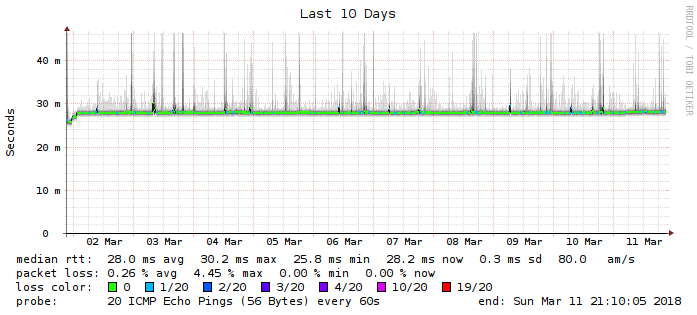 Last 10 Days
RRDTOOL / TOBI OETIKER
Seconds
40 m
30 m
20 m
10 m
0
02 Mar 03 Mar 04 Mar 05 Mar 06 Mar 07 Mar 08 Mar 09 Mar 10 Mar 11 Mar
median rtt: 28.0 ms avg 30.2 ms max 25.8 ms min 28.2 ms now 0.3 ms sd 80.0 am/s
packet loss: 0.26 % avg 4.45 % max 0.00 % min 0.00 % now
loss color: 0 1/20 2/20 3/20 4/20 10/20 19/20
probe: 20 ICMP Echo Pings (56 Bytes) every 60s end: Sun Mar 11 21:10:05 2018